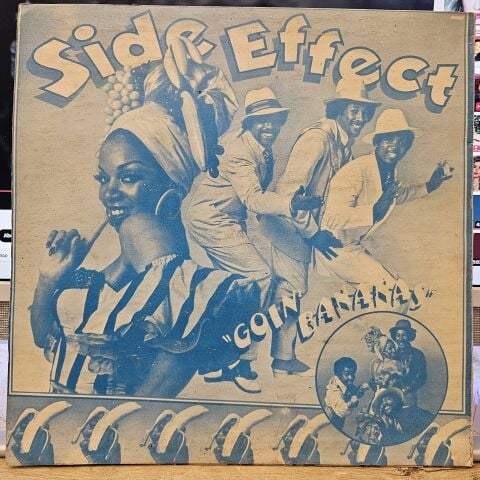 Side Effect
"GOIN' BANANAS"